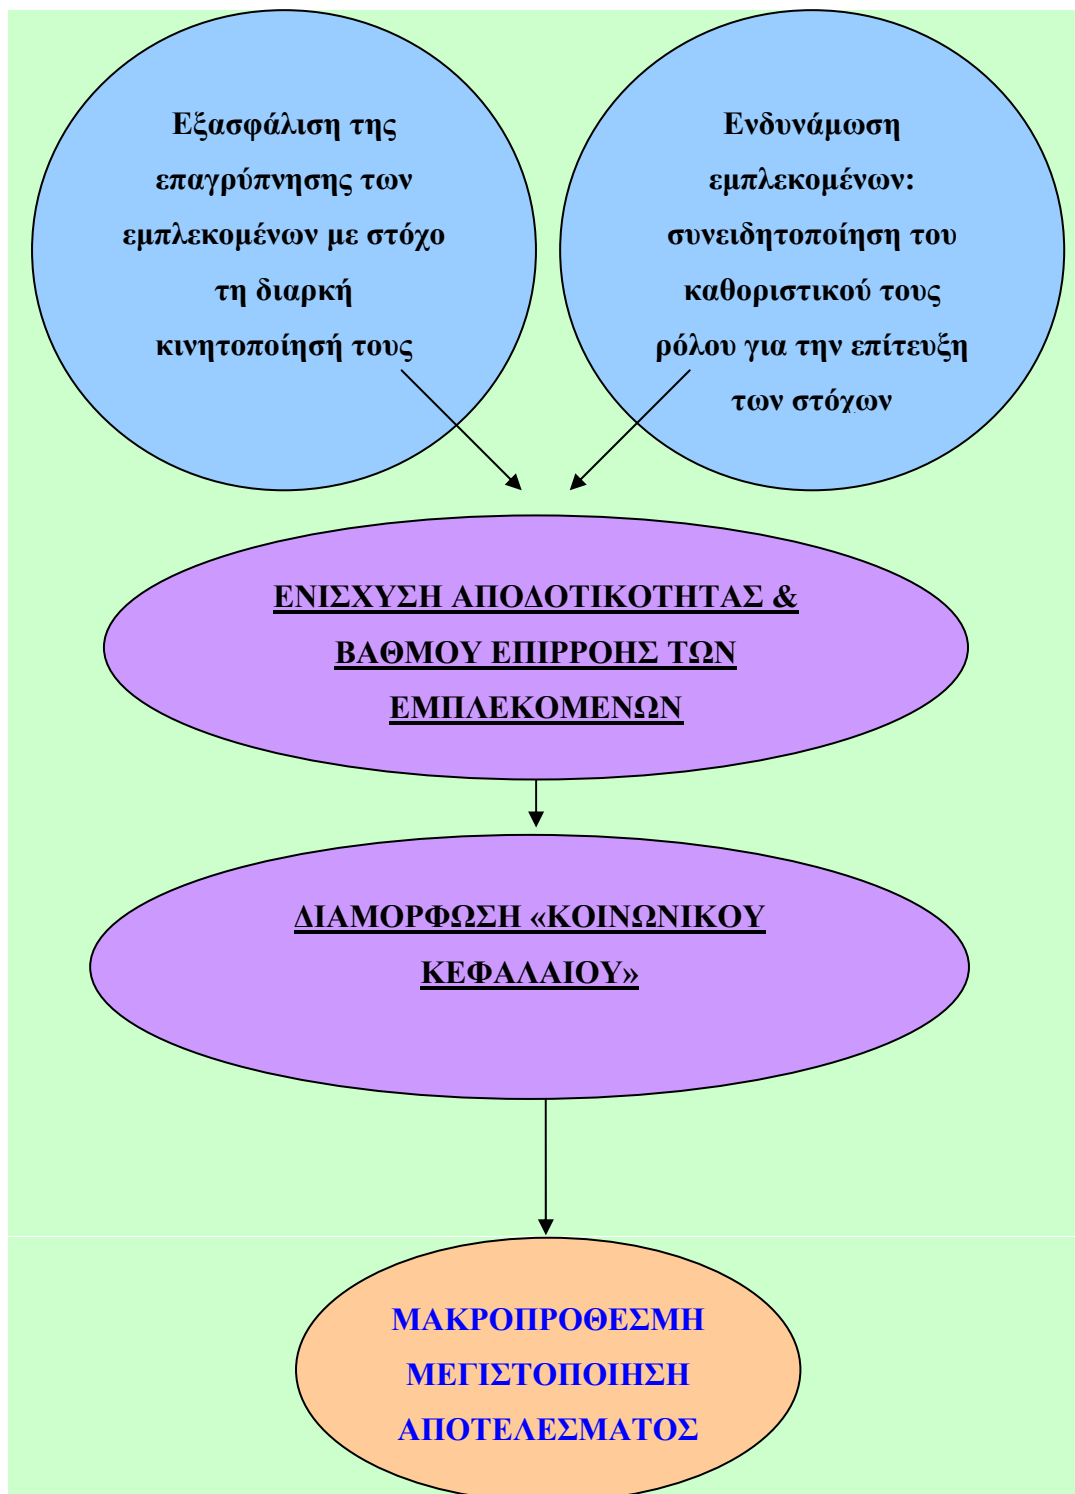 Εξασφάλιση της
επαγρύπνησης των
εμπλεκομένων με στόχο
τη διαρκή
κινητοποίησή τους
Ενδυνάμωση
εμπλεκομένων:
συνειδητοποίηση του
καθοριστικού τους
ρόλου για την επίτευξη
των στόχων
ΕΝΙΣΧΥΣΗ ΑΠΟΔΟΤΙΚΟΤΗΤΑΣ &
ΒΑΘΜΟΥ ΕΠΙΡΡΟΗΣ ΤΩΝ
ΕΜΠΛΕΚΟΜΕΝΩΝ
ΔΙΑΜΟΡΦΩΣΗ «ΚΟΙΝΩΝΙΚΟΥ
ΚΕΦΑΛΑΙΟΥ»
ΜΑΚΡΟΠΡΟΘΕΣΜΗ
ΜΕΓΙΣΤΟΠΟΙΗΣΗ
ΑΠΟΤΕΛΕΣΜΑΤΟΣ